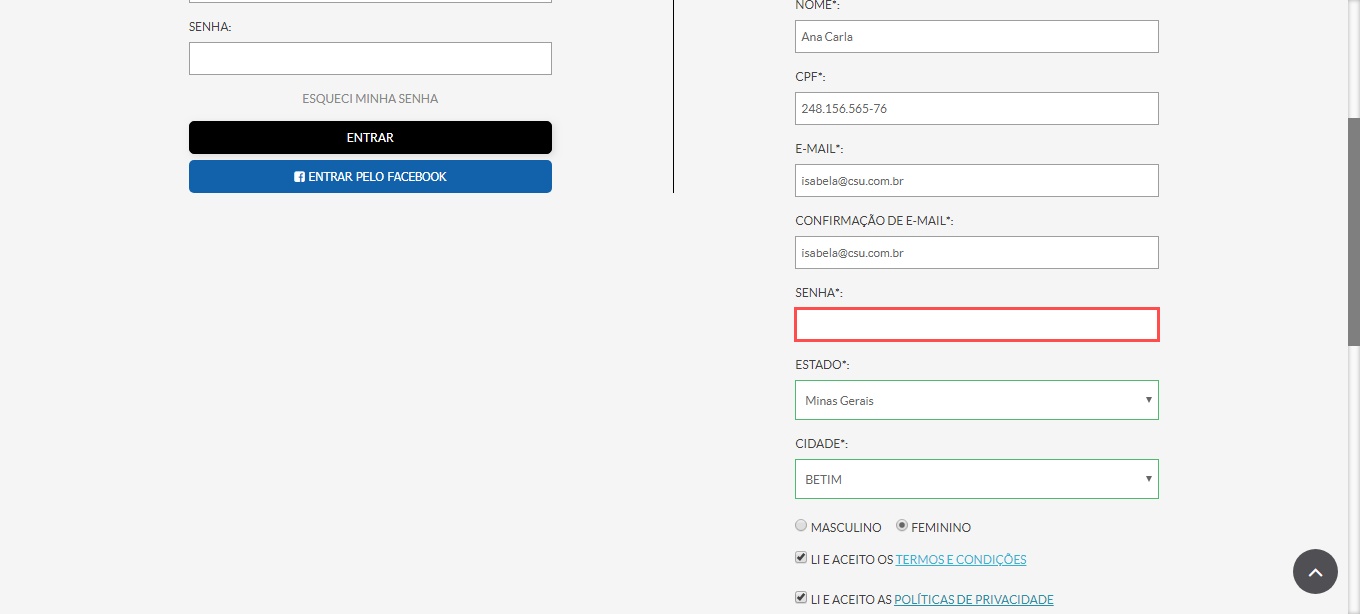 SENHA:
ESQUECI MINHA SENHA
ENTRAR
ENTRAR PELO FACEBOOK
NOME*:
Ana Carla
CPF*:
248.156.565-76
E-MAIL*:
isabela@csu.com.br
CONFIRMAÇÃO DE E-MAIL*:
isabela@csu.com.br
SENHA*:
ESTADO*:
Minas Gerais
CIDADE*:
BETIM
MASCULINO FEMININO
LI E ACEITO OS TERMOS E CONDIÇÕES
LI E ACEITO AS POLÍTICAS DE PRIVACIDADE